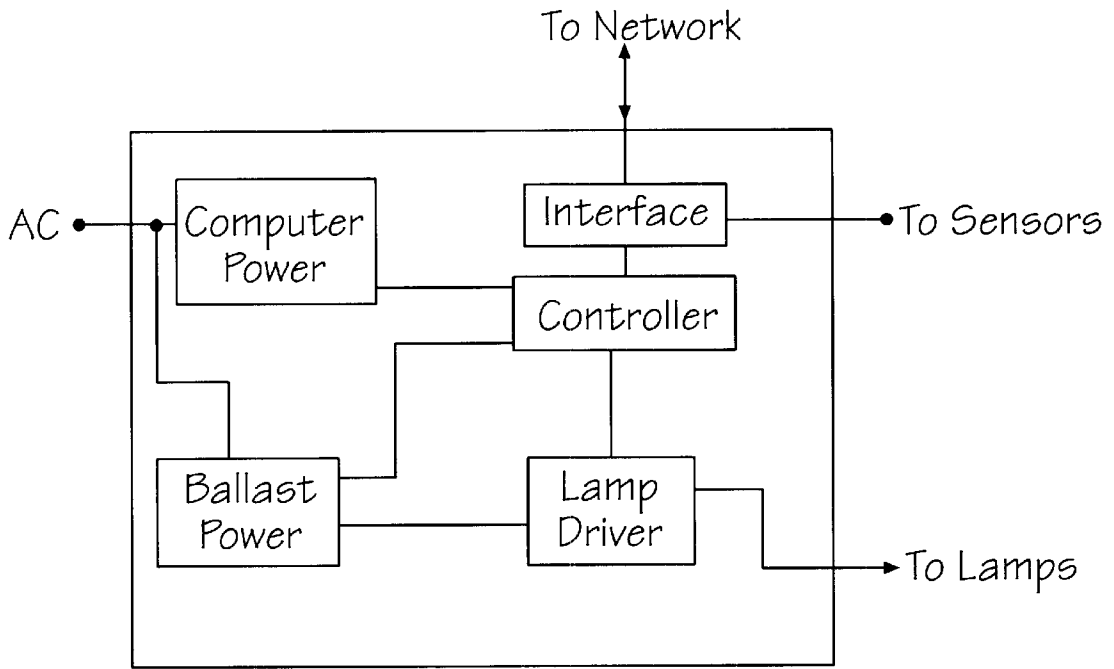 To Network
AC
Computer
Power
Interface
To Sensors
Controller
Ballast
Power
Lamp
Driver
To Lamps